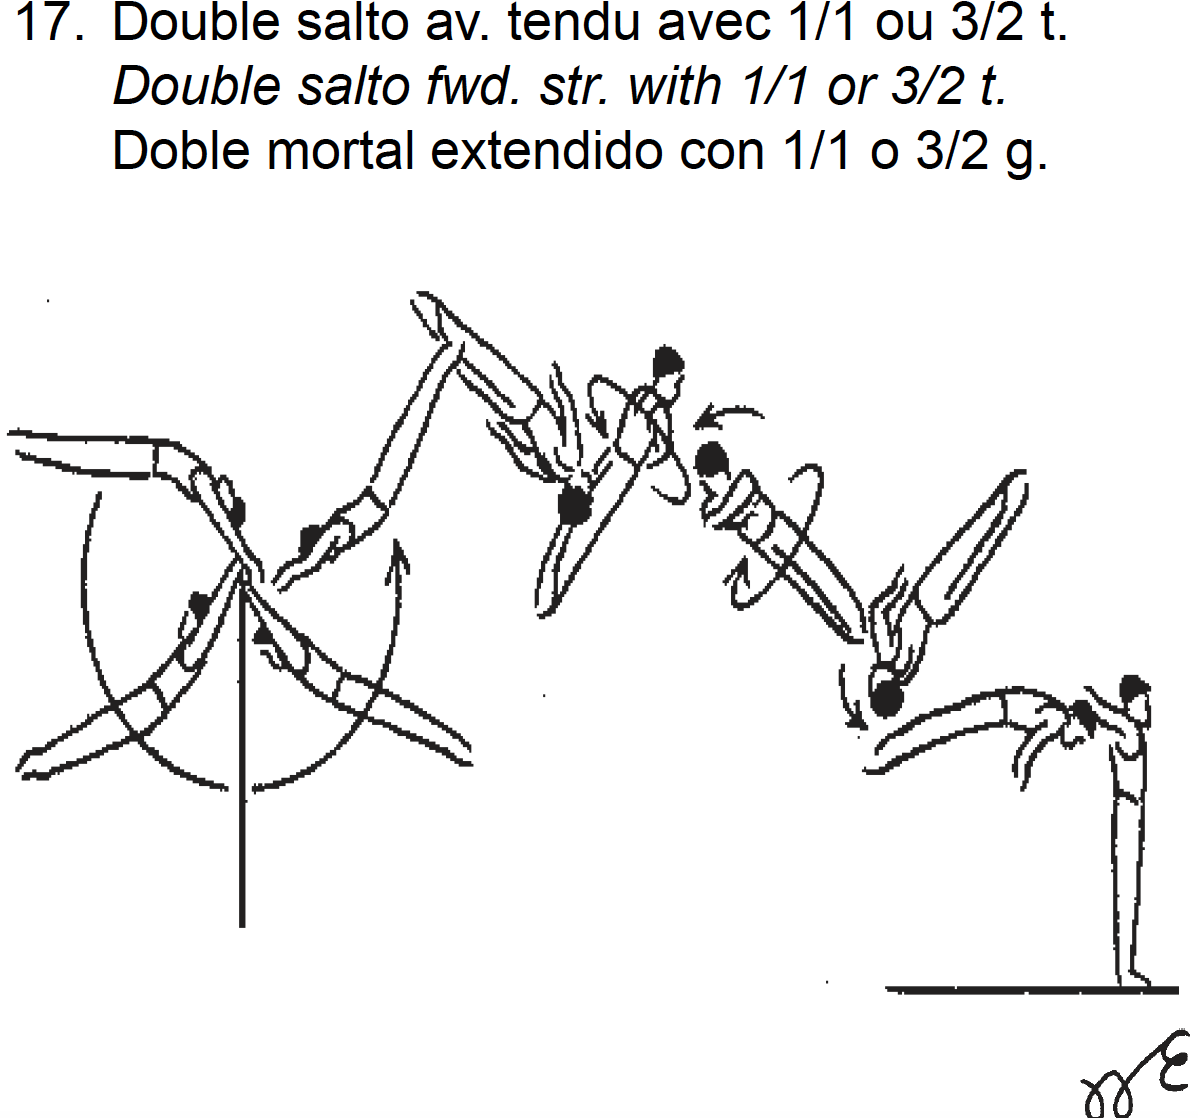 17. Double salto av. tendu avec 1/1 ou 3/2 t.
Double salto fwd. str. with 1/1 or 3/2 t.
Doble mortal extendido con 1/1 o 3/2 g.